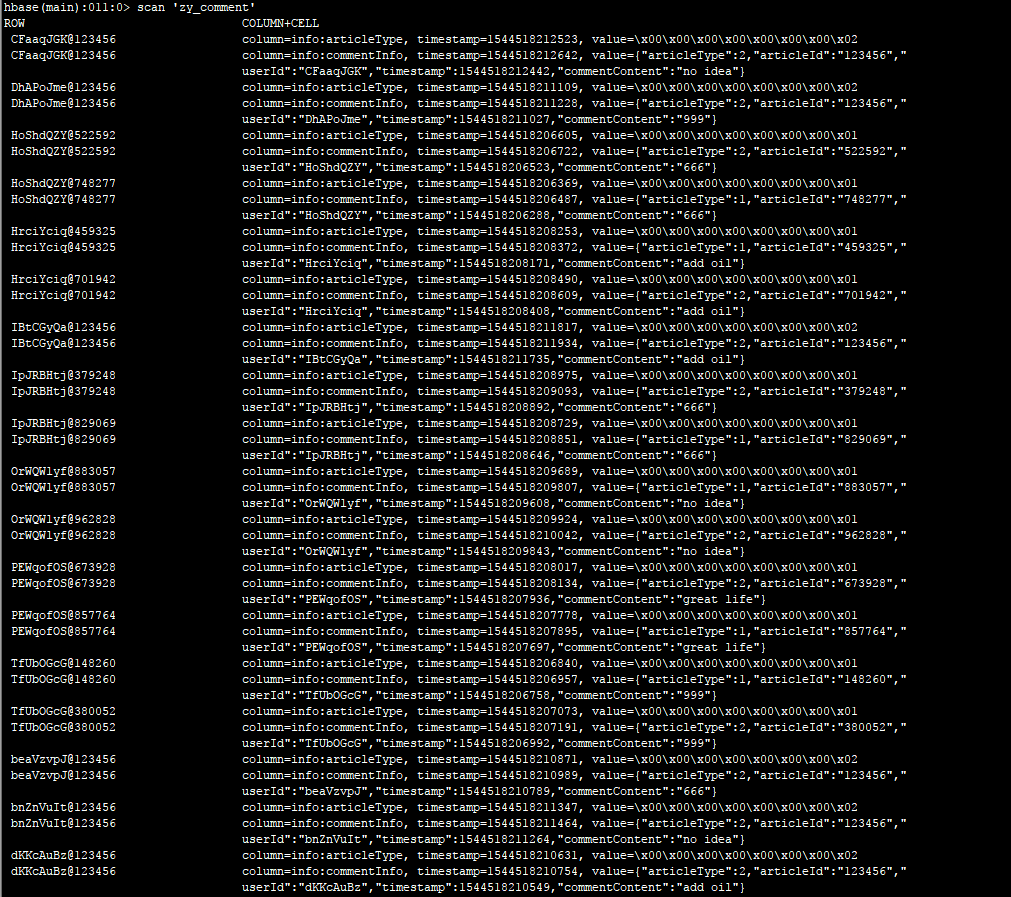 hbase(main):011:0> scan 'zy_comment'
ROW COLUMN+CELL
CFaaqJGK@123456 column=info:articleType, timestamp=1544518212523, value=\x00\x00\x00\x00\x00\x00\x00\x02
CFaaqJGK@123456 column=info:commentInfo, timestamp=1544518212642, value={"articleType":2,"articleId":"123456","
userId":"CFaaqJGK","timestamp":1544518212442,"commentContent":"no idea"}
DhAPoJme@123456 column=info:articleType, timestamp=1544518211109, value=\x00\x00\x00\x00\x00\x00\x00\x02
DhAPoJme@123456 column=info:commentInfo, timestamp=1544518211228, value={"articleType":2,"articleId":"123456","
userId":"DhAPoJme","timestamp":1544518211027,"commentContent":"999"}
HoShdQZY@522592 column=info:articleType, timestamp=1544518206605, value=\x00\x00\x00\x00\x00\x00\x00\x01
HoShdQZY@522592 column=info:commentInfo, timestamp=1544518206722, value={"articleType":2,"articleId":"522592","
userId":"HoShdQZY","timestamp":1544518206523,"commentContent":"666"}
HoShdQZY@748277 column=info:articleType, timestamp=1544518206369, value=\x00\x00\x00\x00\x00\x00\x00\x01
HoShdQZY@748277 column=info:commentInfo, timestamp=1544518206487, value={"articleType":1,"articleId":"748277","
userId":"HoShdQZY","timestamp":1544518206288,"commentContent":"666"}
HrciYciq@459325 column=info:articleType, timestamp=1544518208253, value=\x00\x00\x00\x00\x00\x00\x00\x01
HrciYciq@459325 column=info:commentInfo, timestamp=1544518208372, value={"articleType":1,"articleId":"459325","
userId":"HrciYciq","timestamp":1544518208171,"commentContent":"add oil"}
HrciYciq@701942 column=info:articleType, timestamp=1544518208490, value=\x00\x00\x00\x00\x00\x00\x00\x01
HrciYciq@701942 column=info:commentInfo, timestamp=1544518208609, value={"articleType":2,"articleId":"701942","
userId":"HrciYciq","timestamp":1544518208408,"commentContent":"add oil"}
IBtCGyQa@123456 column=info:articleType, timestamp=1544518211817, value=\x00\x00\x00\x00\x00\x00\x00\x02
IBtCGyQa@123456 column=info:commentInfo, timestamp=1544518211934, value={"articleType":2,"articleId":"123456","
userId":"IBtCGyQa","timestamp":1544518211735,"commentContent":"add oil"}
IpJRBHtj@379248 column=info:articleType, timestamp=1544518208975, value=\x00\x00\x00\x00\x00\x00\x00\x01
IpJRBHtj@379248 column=info:commentInfo, timestamp=1544518209093, value={"articleType":2,"articleId":"379248","
userId":"IpJRBHtj","timestamp":1544518208892,"commentContent":"666"}
IpJRBHtj@829069 column=info:articleType, timestamp=1544518208729, value=\x00\x00\x00\x00\x00\x00\x00\x01
IpJRBHtj@829069 column=info:commentInfo, timestamp=1544518208851, value={"articleType":1,"articleId":"829069","
userId":"IpJRBHtj","timestamp":1544518208646,"commentContent":"666"}
OrWQWlyf@883057 column=info:articleType, timestamp=1544518209689, value=\x00\x00\x00\x00\x00\x00\x00\x01
OrWQWlyf@883057 column=info:commentInfo, timestamp=1544518209807, value={"articleType":1,"articleId":"883057","
userId":"OrWQWlyf","timestamp":1544518209608,"commentContent":"no idea"}
OrWQWlyf@962828 column=info:articleType, timestamp=1544518209924, value=\x00\x00\x00\x00\x00\x00\x00\x01
OrWQWlyf@962828 column=info:commentInfo, timestamp=1544518210042, value={"articleType":2,"articleId":"962828","
userId":"OrWQWlyf","timestamp":1544518209843,"commentContent":"no idea"}
PEWqofOS@673928 column=info:articleType, timestamp=1544518208017, value=\x00\x00\x00\x00\x00\x00\x00\x01
PEWqofOS@673928 column=info:commentInfo, timestamp=1544518208134, value={"articleType":2,"articleId":"673928","
userId":"PEWqofOS","timestamp":1544518207936,"commentContent":"great life"}
PEWqofOS@857764 column=info:articleType, timestamp=1544518207778, value=\x00\x00\x00\x00\x00\x00\x00\x01
PEWqofOS@857764 column=info:commentInfo, timestamp=1544518207895, value={"articleType":1,"articleId":"857764","
userId":"PEWqofOS","timestamp":1544518207697,"commentContent":"great life"}
TfUbOGcG@148260 column=info:articleType, timestamp=1544518206840, value=\x00\x00\x00\x00\x00\x00\x00\x01
TfUbOGcG@148260 column=info:commentInfo, timestamp=1544518206957, value={"articleType":1,"articleId":"148260","
userId":"TfUbOGcG","timestamp":1544518206758,"commentContent":"999"}
TfUbOGcG@380052 column=info:articleType, timestamp=1544518207073, value=\x00\x00\x00\x00\x00\x00\x00\x01
TfUbOGcG@380052 column=info:commentInfo, timestamp=1544518207191, value={"articleType":2,"articleId":"380052","
userId":"TfUbOGcG","timestamp":1544518206992,"commentContent":"999"}
beaVzvpJ@123456 column=info:articleType, timestamp=1544518210871, value=\x00\x00\x00\x00\x00\x00\x00\x02
beaVzvpJ@123456 column=info:commentInfo, timestamp=1544518210989, value={"articleType":2,"articleId":"123456","
userId":"beaVzvpJ","timestamp":1544518210789,"commentContent":"666"}
bnZnVuIt@123456 column=info:articleType, timestamp=1544518211347, value=\x00\x00\x00\x00\x00\x00\x00\x02
bnZnVuIt@123456 column=info:commentInfo, timestamp=1544518211464, value={"articleType":2,"articleId":"123456","
userId":"bnZnVuIt","timestamp":1544518211264,"commentContent":"no idea"}
dKKcAuBz@123456 column=info:articleType, timestamp=1544518210631, value=\x00\x00\x00\x00\x00\x00\x00\x02
dKKcAuBz@123456 column=info:commentInfo, timestamp=1544518210754, value={"articleType":2,"articleId":"123456","
userId":"dKKcAuBz","timestamp":1544518210549,"commentContent":"add oil"}